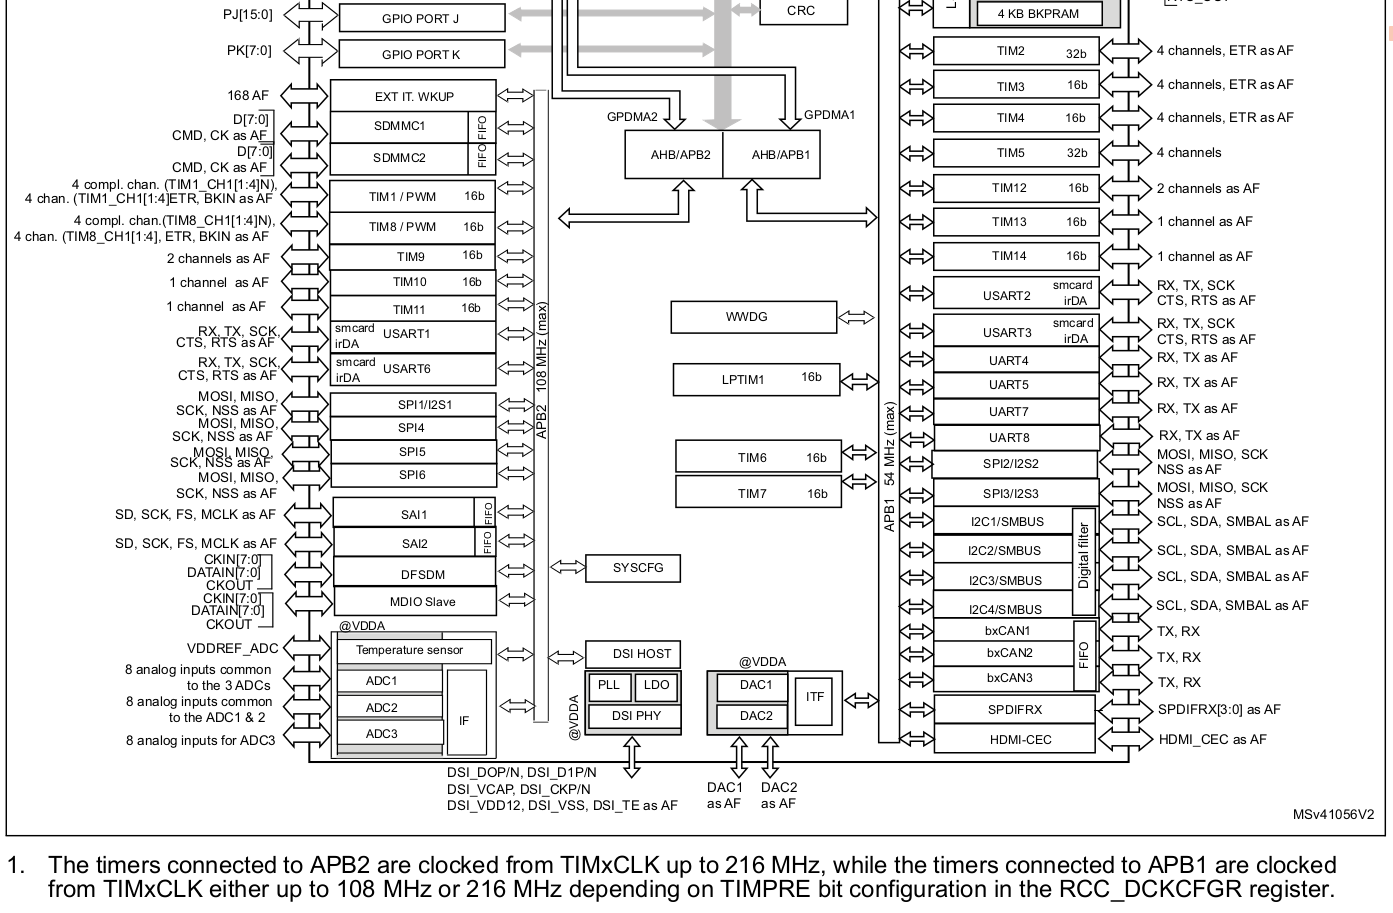 PJ[15:0]
GPIO PORT J
PK[7:0]
GPIO PORT K
168 AF
EXT IT. WKUP
D[7:0]
CMD, CK as AF
SDMMC1
FIFO
D[7:0]
CMD, CK as AF
SDMMC2
FIFO
4 compl. chan. (TIM1_CH1[1:4]N),
4 chan. (TIM1_CH1[1:4]ETR, BKIN as AF
TIM1 / PWM 16b
4 compl. chan.(TIM8_CH1[1:4]N),
4 chan. (TIM8_CH1[1:4], ETR, BKIN as AF
TIM8 / PWM 16b
2 channels as AF
TIM9 16b
1 channel as AF
TIM10 16b
1 channel as AF
TIM11 16b
RX, TX, SCK,
CTS, RTS as AF
smcard
irDA
USART1
RX, TX, SCK,
CTS, RTS as AF
smcard
irDA
USART6
MOSI, MISO,
SCK, NSS as AF
SPI1/I2S1
MOSI, MISO,
SCK, NSS as AF
SPI4
MOSI, MISO,
SCK, NSS as AF
SPI5
MOSI, MISO,
SCK, NSS as AF
SPI6
SD, SCK, FS, MCLK as AF
SAI1
FIFO
SD, SCK, FS, MCLK as AF
SAI2
FIFO
CKIN[7:0]
DATAIN[7:0]
CKOUT
DFSDM
CKIN[7:0]
DATAIN[7:0]
CKOUT
MDIO Slave
@VDDA
VDDREF_ADC
Temperature sensor
8 analog inputs common
to the 3 ADCs
ADC1
8 analog inputs common
to the ADC1 & 2
ADC2
8 analog inputs for ADC3
ADC3
IF
APB2 108 MHz (max)
CRC
GPDMA2
GPDMA1
AHB/APB2
AHB/APB1
WWDG
LPTIM1 16b
TIM6 16b
TIM7 16b
SYSCFG
DSI HOST
@VDDA
PLL
LDO
DSI PHY
DSI_DOP/N, DSI_D1P/N
DSI_VCAP, DSI_CKP/N
DSI_VDD12, DSI_VSS, DSI_TE as AF
@VDDA
DAC1
DAC2
ITF
DAC1
as AF
DAC2
as AF
APB1 54 MHz (max)
4 KB BKPRAM
TIM2 32b
4 channels, ETR as AF
TIM3 16b
4 channels, ETR as AF
TIM4 16b
4 channels, ETR as AF
TIM5 32b
4 channels
TIM12 16b
2 channels as AF
TIM13 16b
1 channel as AF
TIM14 16b
1 channel as AF
USART2
smcard
irDA
RX, TX, SCK
CTS, RTS as AF
USART3
smcard
irDA
RX, TX, SCK
CTS, RTS as AF
UART4
RX, TX as AF
UART5
RX, TX as AF
UART7
RX, TX as AF
UART8
RX, TX as AF
SPI2/I2S2
MOSI, MISO, SCK
NSS as AF
SPI3/I2S3
MOSI, MISO, SCK
NSS as AF
I2C1/SMBUS
SCL, SDA, SMBAL as AF
I2C2/SMBUS
SCL, SDA, SMBAL as AF
I2C3/SMBUS
SCL, SDA, SMBAL as AF
I2C4/SMBUS
SCL, SDA, SMBAL as AF
Digital filter
bxCAN1
TX, RX
bxCAN2
TX, RX
bxCAN3
TX, RX
FIFO
SPDIFRX
SPDIFRX[3:0] as AF
HDMI-CEC
HDMI_CEC as AF
MSv41056V2
1. The timers connected to APB2 are clocked from TIMxCLK up to 216 MHz, while the timers connected to APB1 are clocked
from TIMxCLK either up to 108 MHz or 216 MHz depending on TIMPRE bit configuration in the RCC_DCKCFGR register.